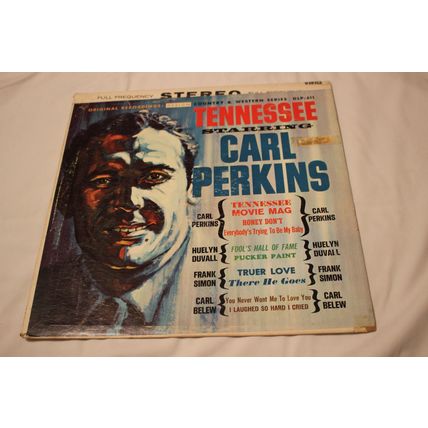 FULL FREQUENCY STEREO
ORIGINAL RECORDINGS: DESIGN COUNTRY & WESTERN SERIES DLP-611
TENNESSEE
STARRING
CARL
PERKINS
CARL PERKINS
TENNESSEE
MOVIE MAG
HONEY DON'T
Everybody's Trying To Be My Baby
CARL PERKINS
HUELYN DUVALL
FOOL'S HALL OF FAME
PUCKER PAINT
HUELYN DUVALL
FRANK SIMON
TRUER LOVE
There He Goes
FRANK SIMON
CARL BELEW
You Never Want Me To Love You
I LAUGHED SO HARD I CRIED
CARL BELEW